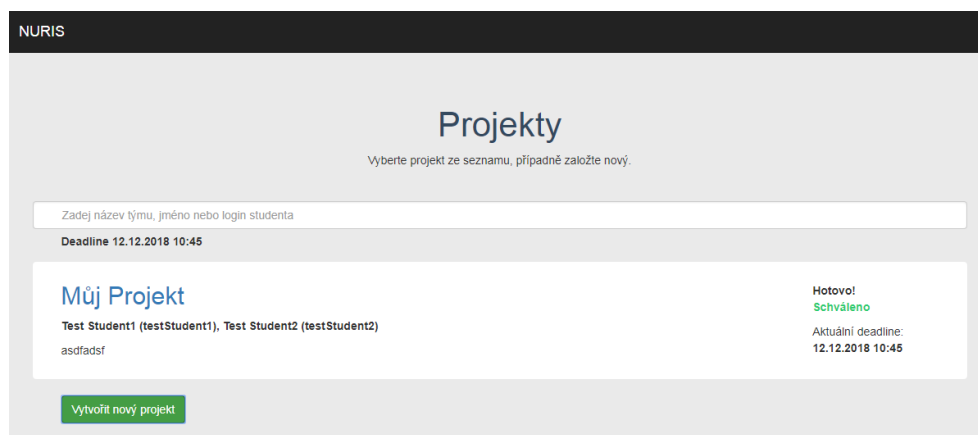 NURIS
Projekty
Vyberte projekt ze seznamu, případně založte nový.
Zadej název týmu, jméno nebo login studenta
Deadline 12.12.2018 10:45
Můj Projekt
Test Student1 (testStudent1), Test Student2 (testStudent2)
asdfadsf
Hotovo!
Schváleno
Aktuální deadline:
12.12.2018 10:45
Vytvořit nový projekt